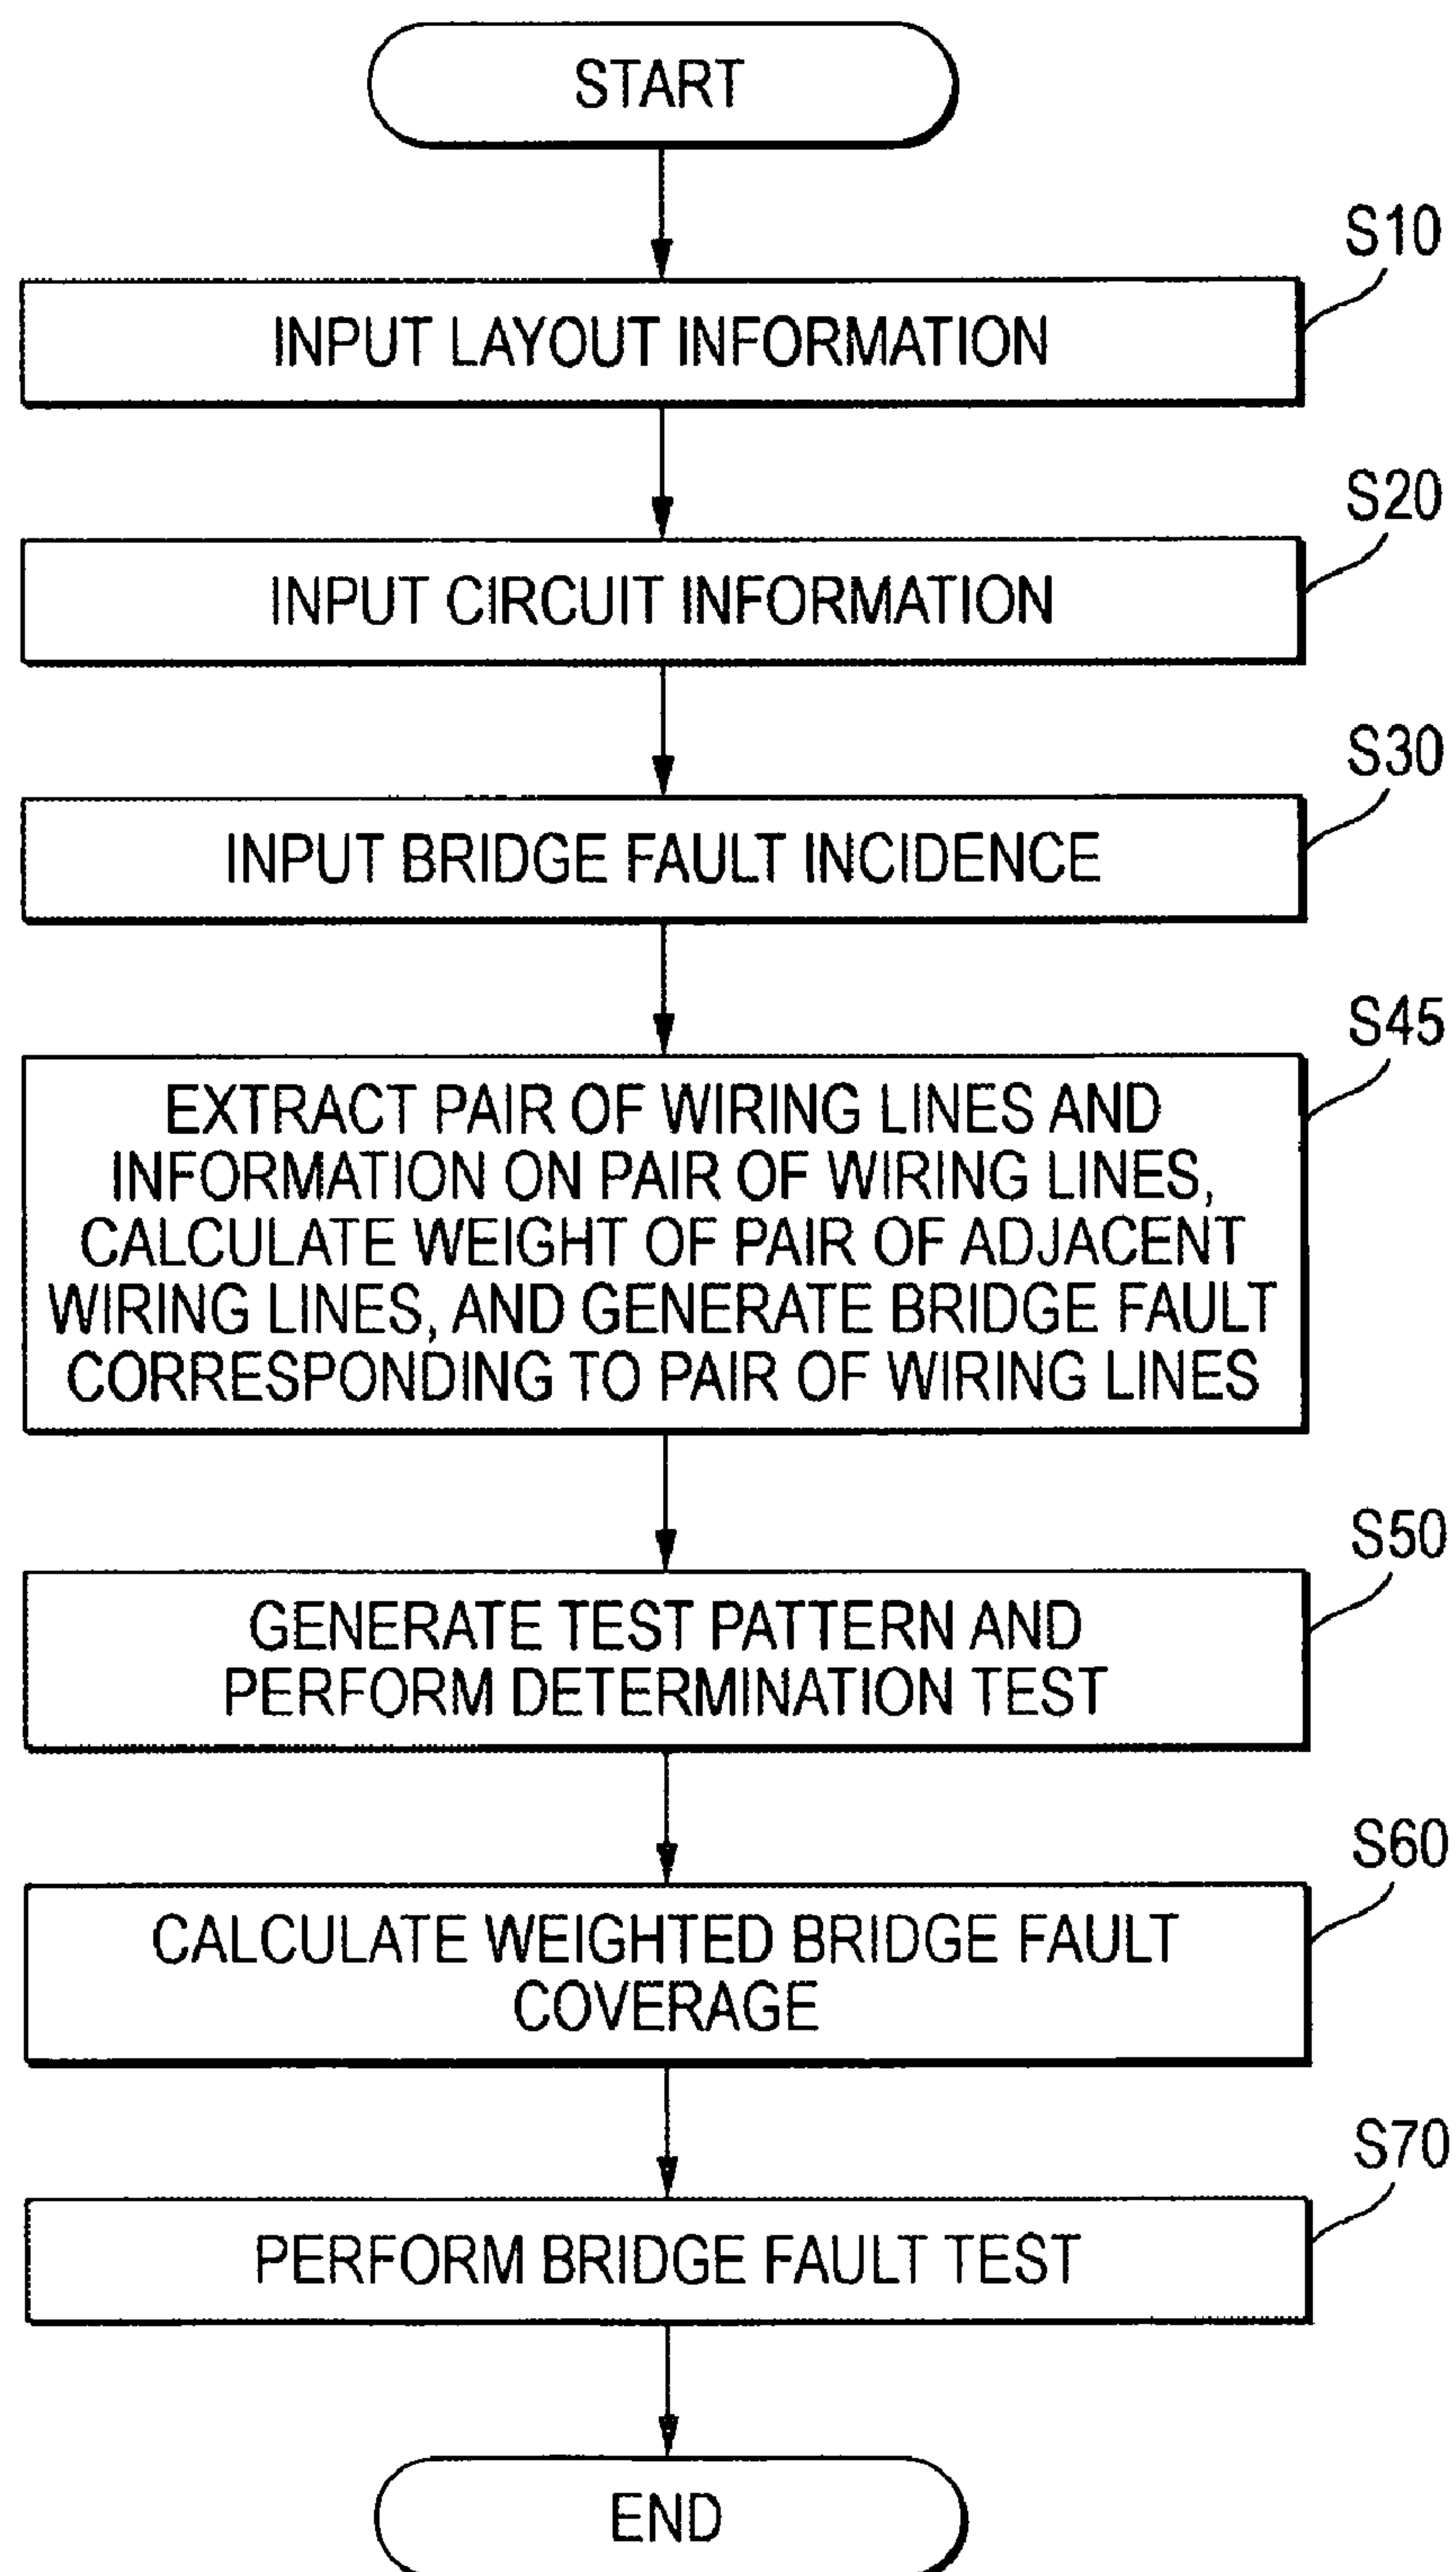 START
S10
INPUT LAYOUT INFORMATION
S20
INPUT CIRCUIT INFORMATION
S30
INPUT BRIDGE FAULT INCIDENCE
S45
EXTRACT PAIR OF WIRING LINES AND
INFORMATION ON PAIR OF WIRING LINES,
CALCULATE WEIGHT OF PAIR OF ADJACENT
WIRING LINES, AND GENERATE BRIDGE FAULT
CORRESPONDING TO PAIR OF WIRING LINES
S50
GENERATE TEST PATTERN AND
PERFORM DETERMINATION TEST
S60
CALCULATE WEIGHTED BRIDGE FAULT
COVERAGE
S70
PERFORM BRIDGE FAULT TEST
END